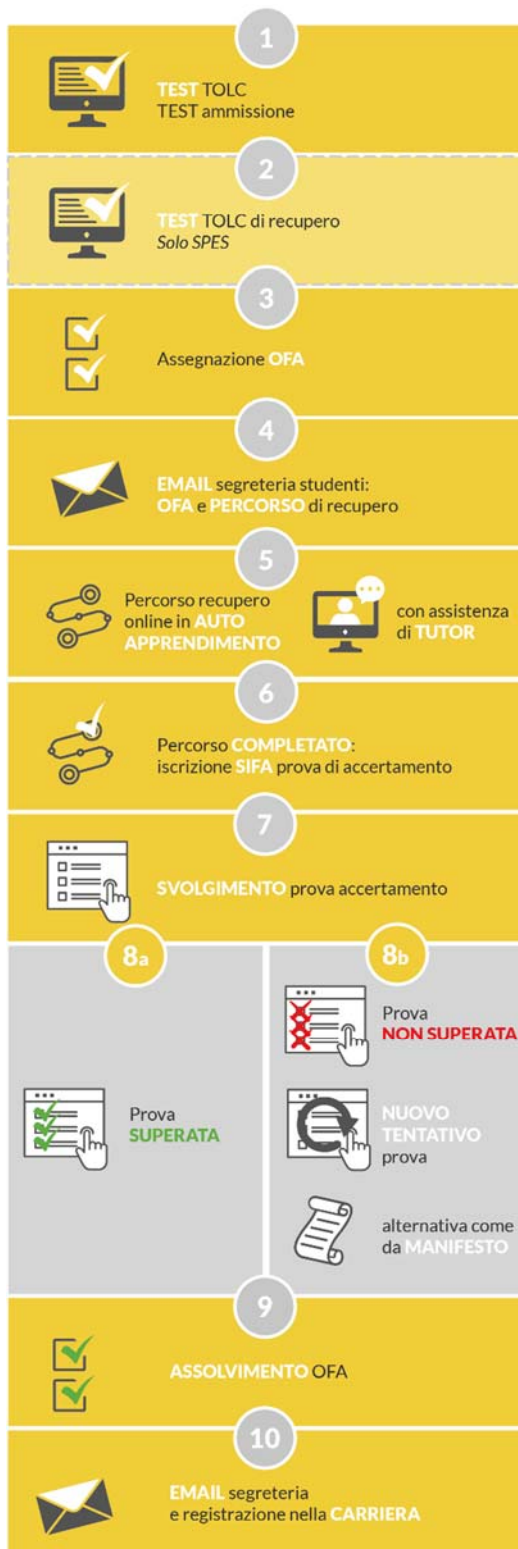 1
TEST TOLC
TEST ammissione
2
TEST TOLC di recupero
Solo SPES
3
Assegnazione OFA
4
EMAIL segreteria studenti:
OFA e PERCORSO di recupero
5
Percorso recupero
online in AUTO
APPRENDIMENTO
con assistenza
di TUTOR
6
Percorso COMPLETATO:
iscrizione SIFA prova di accertamento
7
SVOLGIMENTO prova accertamento
8a
Prova
SUPERATA
8b
Prova
NON SUPERATA
NUOVO
TENTATIVO
prova
alternativa come
da MANIFESTO
9
ASSOLVIMENTO OFA
10
EMAIL segreteria
e registrazione nella CARRIERA